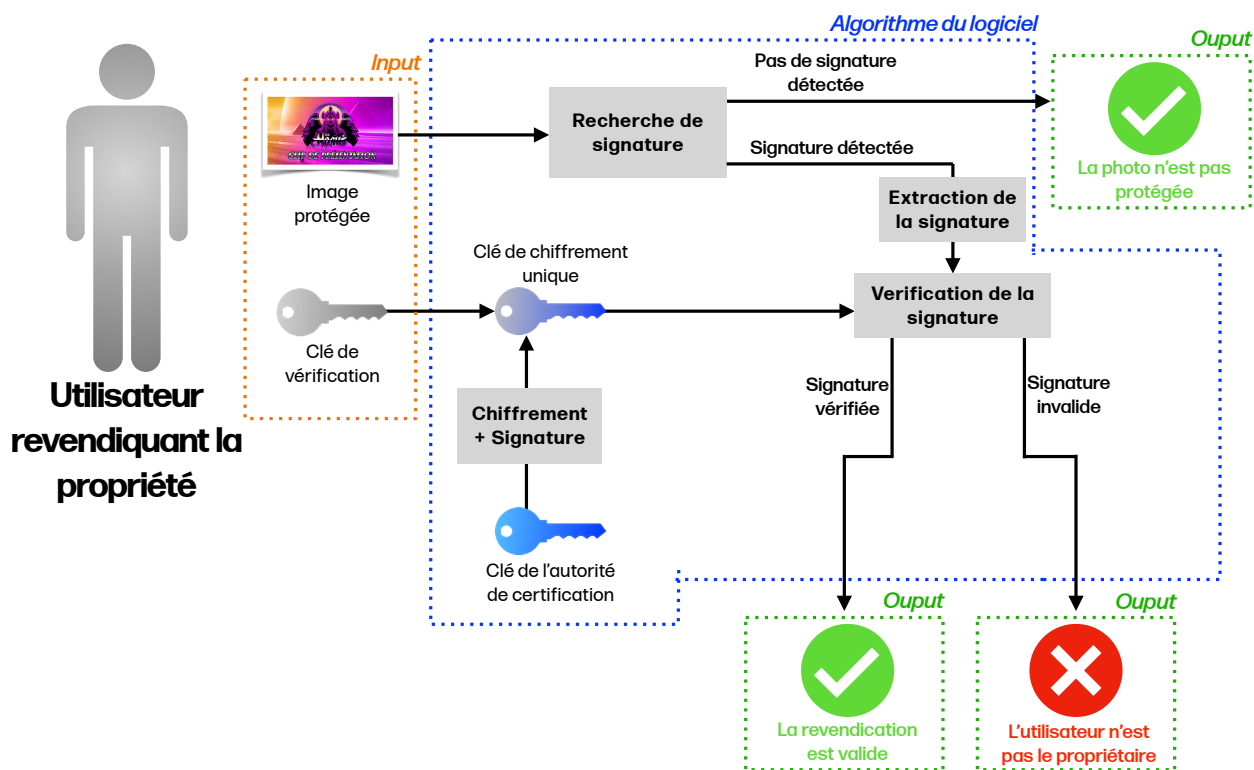 Algorithme du logiciel
Ouput
Input
Pas de signature
détectée
Recherche de
signature
Signature détectée
CLIP DE PRÉSENTATION
Image
protégée
La photo n'est pas
protégée
Extraction de
la signature
Clé de chiffrement
unique
Verification de la
signature
Clé de
vérification
Utilisateur
revendiquant la
propriété
Signature
vérifiée
Signature
invalide
Chiffrement
+ Signature
Clé de l'autorité
de certification
Ouput
Ouput
La revendication
est valide
L'utilisateur n'est
pas le propriétaire